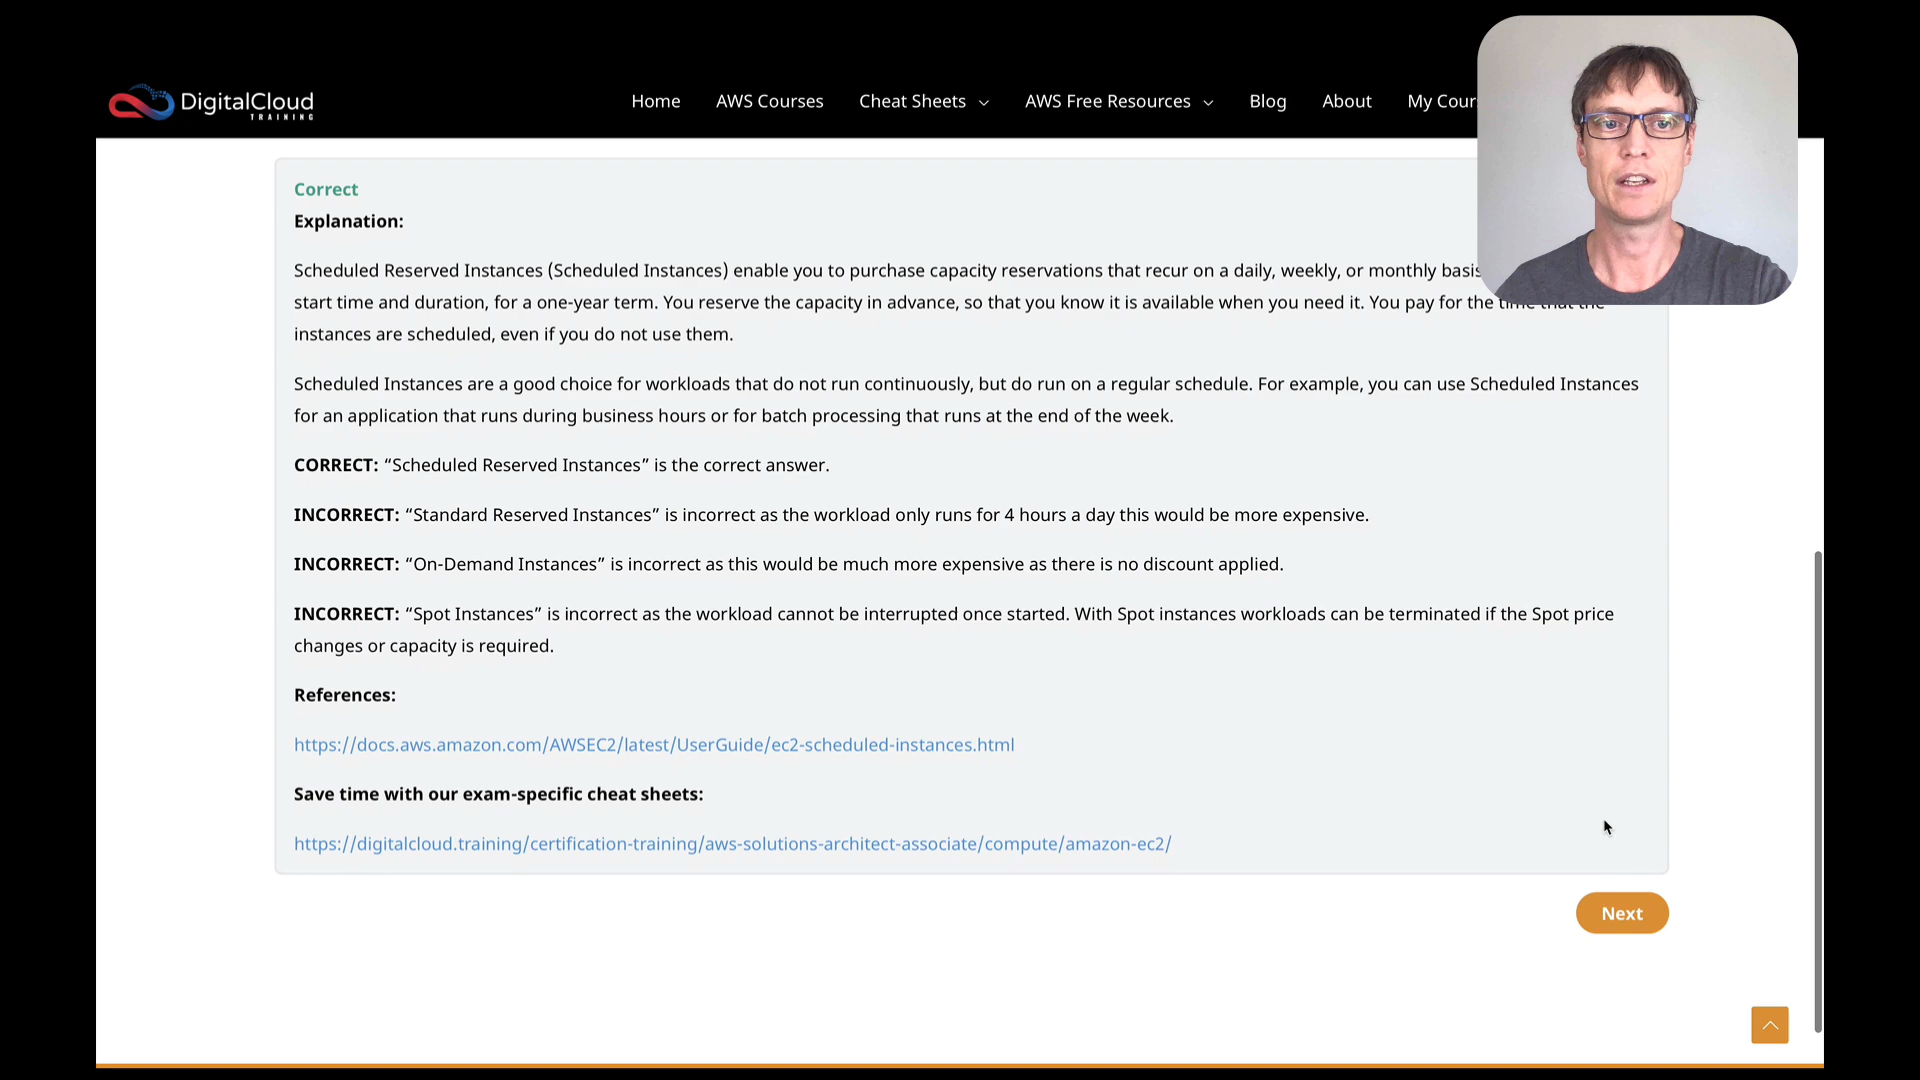 DigitalCloud
TRAINING
Home
AWS Courses
Cheat Sheets
AWS Free Resources
Blog
About
My Cour
Correct
Explanation:
Scheduled Reserved Instances (Scheduled Instances) enable you to purchase capacity reservations that recur on a daily, weekly, or monthly basis
start time and duration, for a one-year term. You reserve the capacity in advance, so that you know it is available when you need it. You pay for the time that the
instances are scheduled, even if you do not use them.
Scheduled Instances are a good choice for workloads that do not run continuously, but do run on a regular schedule. For example, you can use Scheduled Instances
for an application that runs during business hours or for batch processing that runs at the end of the week.
CORRECT: “Scheduled Reserved Instances” is the correct answer.
INCORRECT: “Standard Reserved Instances” is incorrect as the workload only runs for 4 hours a day this would be more expensive.
INCORRECT: “On-Demand Instances” is incorrect as this would be much more expensive as there is no discount applied.
INCORRECT: “Spot Instances” is incorrect as the workload cannot be interrupted once started. With Spot instances workloads can be terminated if the Spot price
changes or capacity is required.
References:
https://docs.aws.amazon.com/AWSEC2/latest/UserGuide/ec2-scheduled-instances.html
Save time with our exam-specific cheat sheets:
https://digitalcloud.training/certification-training/aws-solutions-architect-associate/compute/amazon-ec2/
Next